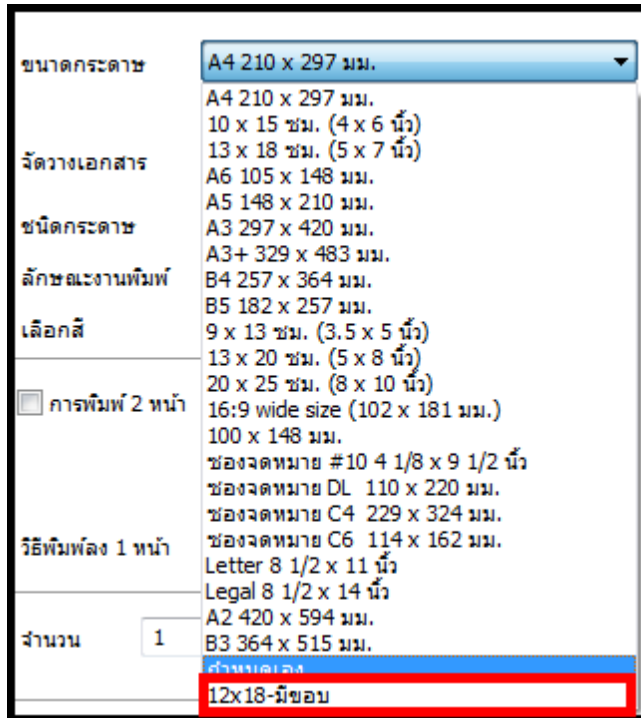 ขนาดกระดาษ
A4 210 x 297 มม.
A4 210 x 297 มม.
10 x 15 ซม. (4 x 6 นิ้ว)
13 x 18 ซม. (5 x 7 นิ้ว)
จัดวางเอกสาร
A6 105 x 148 มม.
A5 148 x 210 มม.
ชนิดกระดาษ
A3 297 x 420 มม.
A3+ 329 x 483 มม.
ลักษณะงานพิมพ์
B4 257 x 364 มม.
B5 182 x 257 มม.
เลือกสี
9 x 13 ซม. (3.5 x 5 นิ้ว)
13 x 20 ซม. (5 x 8 นิ้ว)
20 x 25 ซม. (8 x 10 นิ้ว)
การพิมพ์ 2 หน้า
16:9 wide size (102 x 181 มม.)
100 x 148 มม.
ซองจดหมาย #10 4 1/8 x 9 1/2 นิ้ว
ซองจดหมาย DL 110 x 220 มม.
ซองจดหมาย C4 229 x 324 มม.
ซองจดหมาย C6 114 x 162 มม.
วิธีพิมพ์ลง 1 หน้า
Letter 8 1/2 x 11 นิ้ว
Legal 8 1/2 x 14 นิ้ว
A2 420 x 594 มม.
จำนวน 1
B3 364 x 515 มม.
กำหนดเอง
12x18-มีขอบ